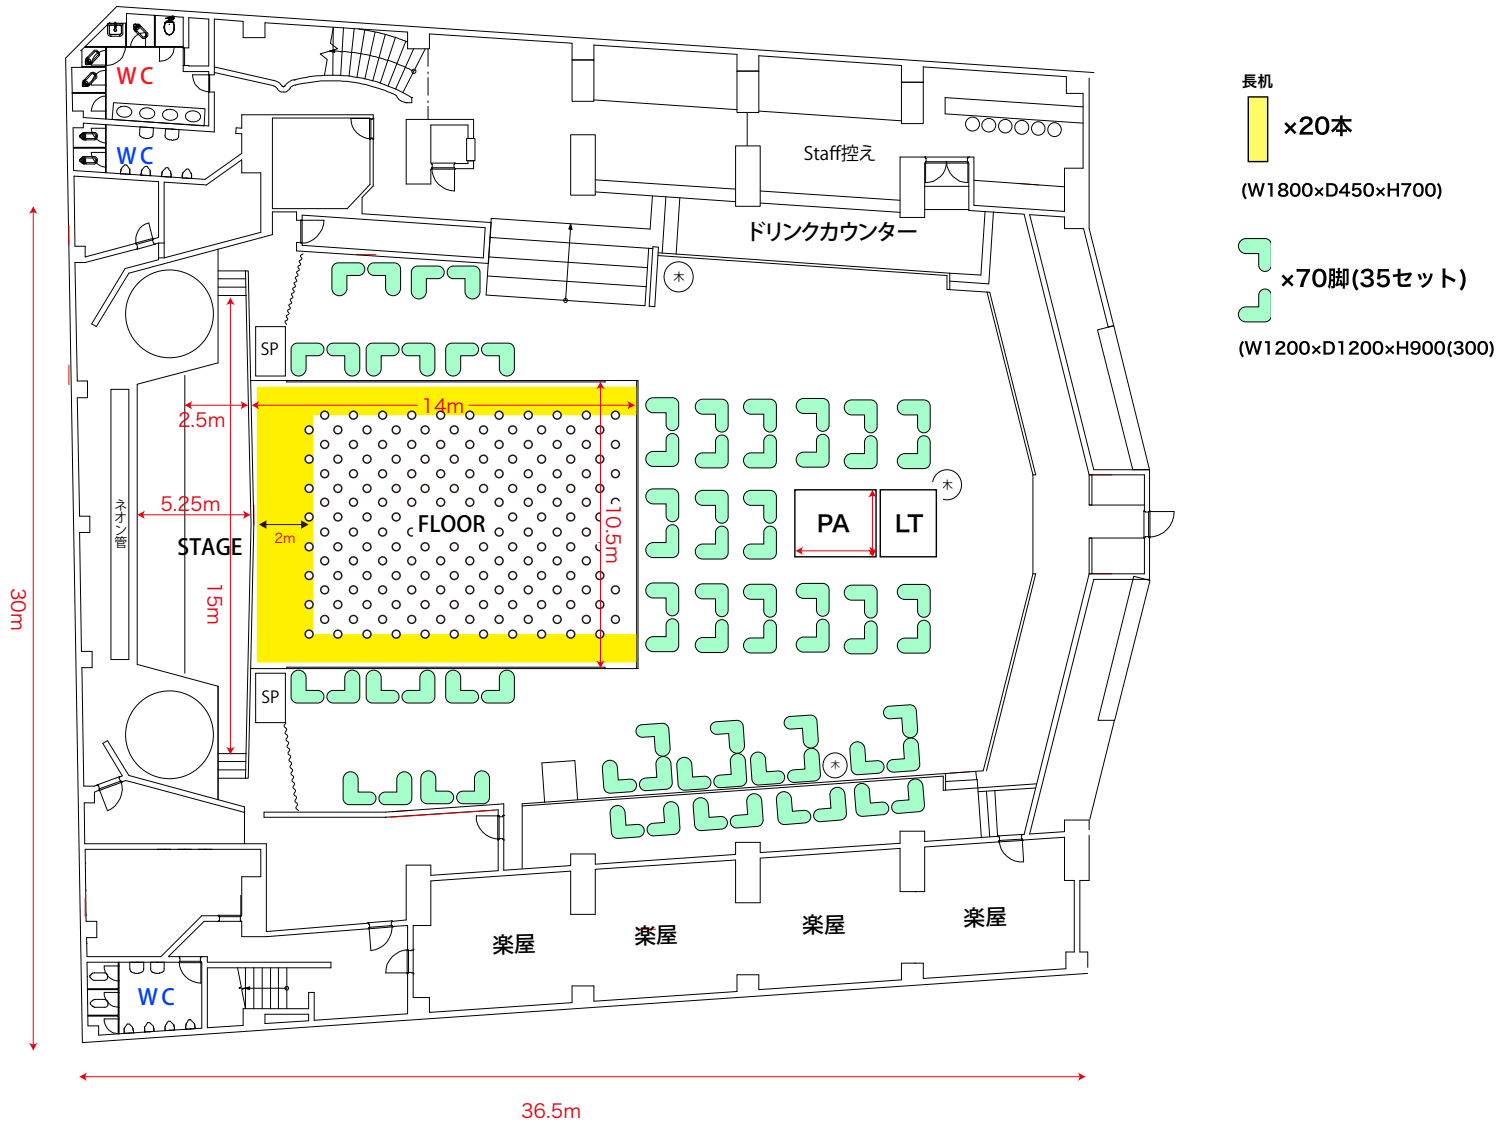 WC
WC
長机
×20本
(W1800×D450×H700)
×70脚(35セット)
(W1200×D1200×H900(300)
Staff控え
ドリンクカウンター
木
SP
14m
2.5m
5.25m
ネオン管
STAGE
2m
FLOOR
10.5m
PA
LT
木
15m
30m
SP
木
楽屋
楽屋
楽屋
楽屋
WC
36.5m